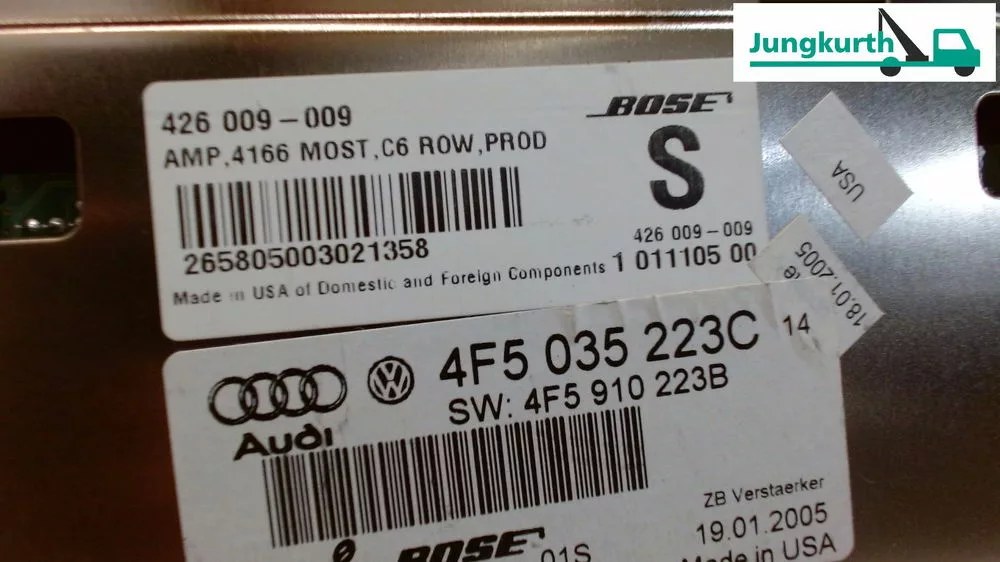 Jungkurth
426 009-009
BOSE
AMP,4166 MOST,C6 ROW,PROD
S
265805003021358
426 009-009
Made in USA of Domestic and Foreign Components
1 011105 00
USA
18.01.2005
4F5 035 223C
14
SW: 4F5 910 223B
Audi
ZB Verstaerker
19.01.2005
BOSE
01S
Made in USA